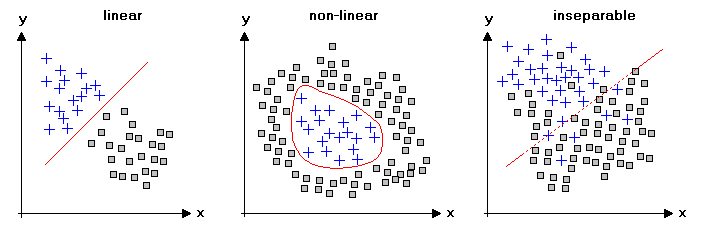 linear
non-linear
inseparable
y
y
y
x
x
x